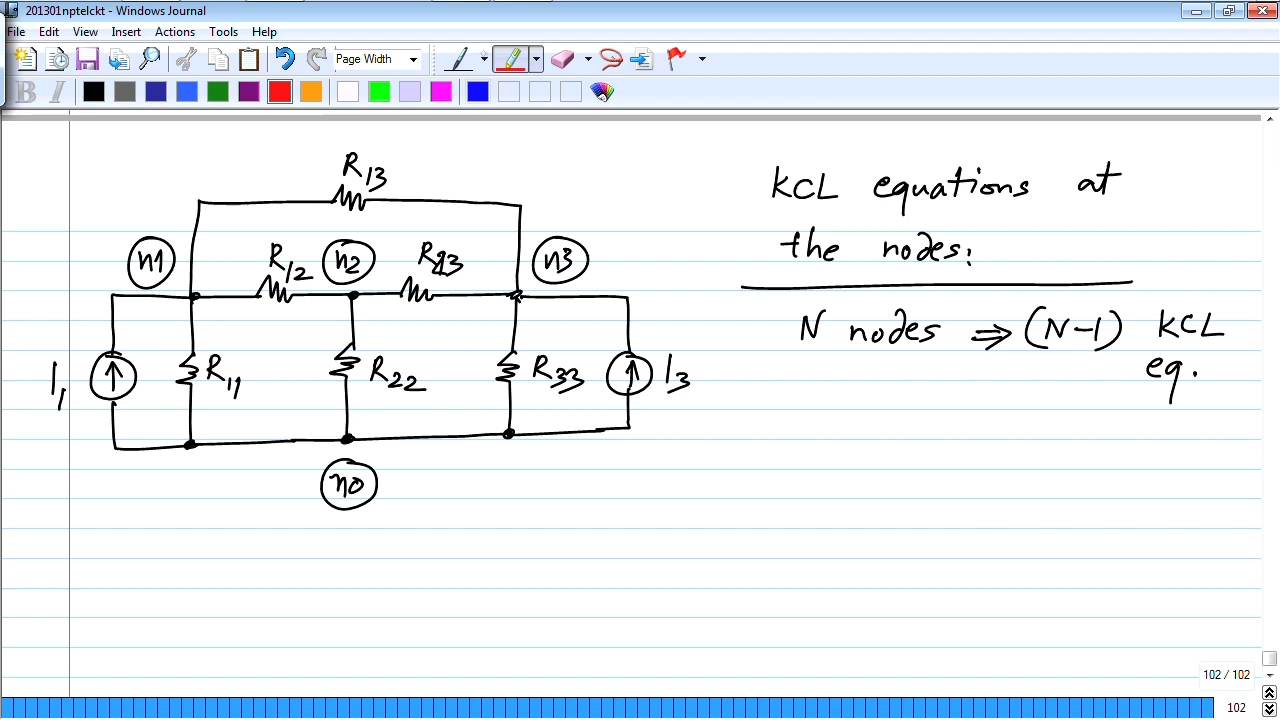 201301nptelckt - Windows Journal
File Edit View Insert Actions Tools Help
Page Width
B I
R13
n1
R12
n2
R23
n3
I1
R11
R22
R33
I3
n0
KCL equations at
the nodes:
N nodes ⇒ (N-1) KCL
eq.
102 / 102
102